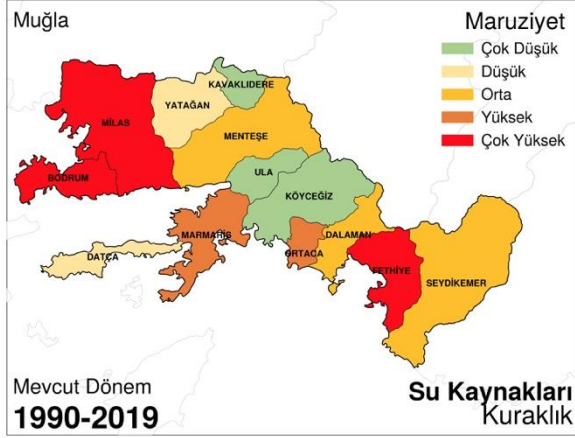 Muğla
Maruziyet
Çok Düşük
Düşük
Orta
Yüksek
Çok Yüksek
KAVAKLIDERE
YATAĞAN
MİLAS
MENTEŞE
BODRUM
ULA
KÖYCEĞİZ
MARMARİS
DALAMAN
ORTACA
DATÇA
FETHİYE
SEYDİKEMER
Mevcut Dönem
1990-2019
Su Kaynakları
Kuraklık